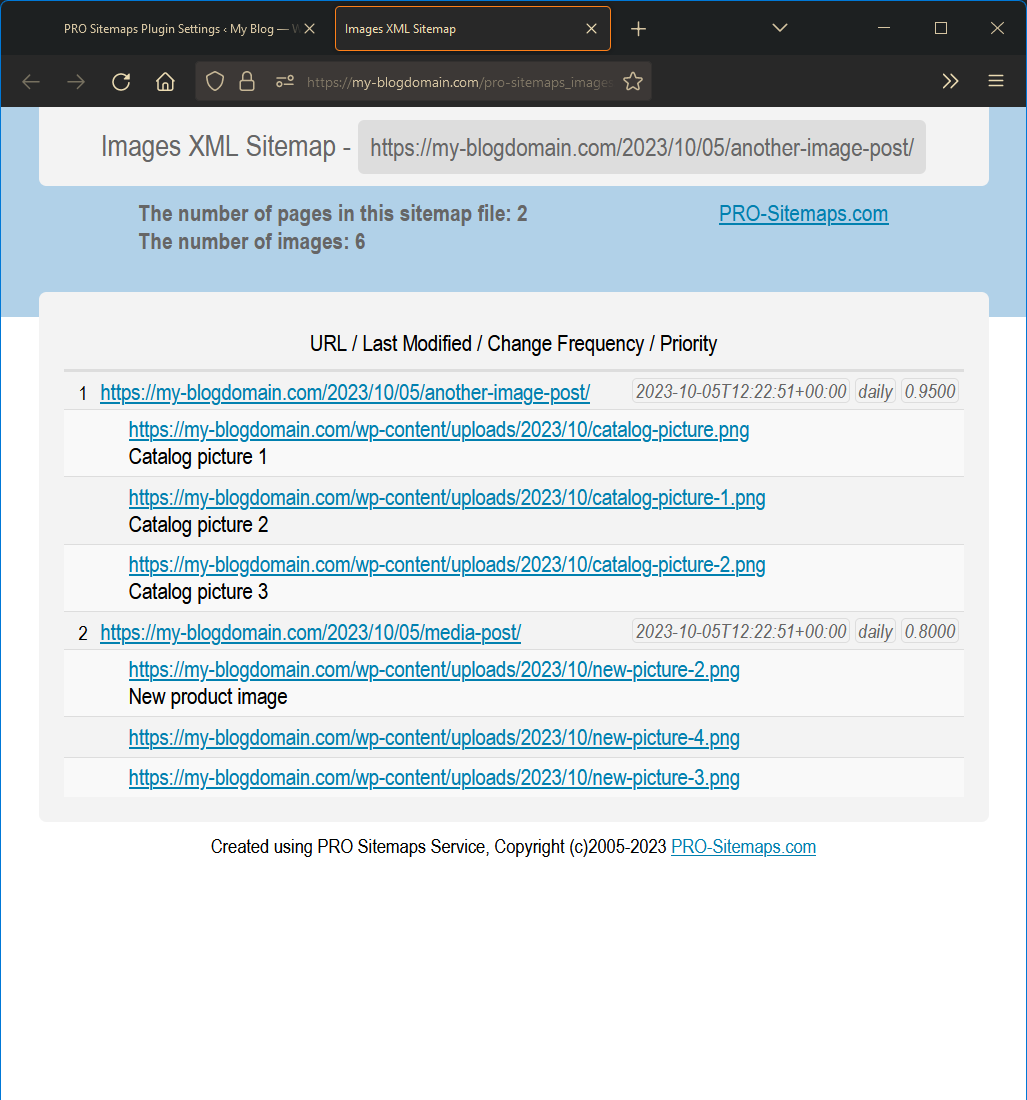 PRO Sitemaps Plugin Settings ‹ My Blog —
Images XML Sitemap
https://my-blogdomain.com/pro-sitemaps_images
Images XML Sitemap - https://my-blogdomain.com/2023/10/05/another-image-post/
The number of pages in this sitemap file: 2
PRO-Sitemaps.com
The number of images: 6
URL / Last Modified / Change Frequency / Priority
1 https://my-blogdomain.com/2023/10/05/another-image-post/ 2023-10-05T12:22:51+00:00 daily 0.9500
https://my-blogdomain.com/wp-content/uploads/2023/10/catalog-picture.png
Catalog picture 1
https://my-blogdomain.com/wp-content/uploads/2023/10/catalog-picture-1.png
Catalog picture 2
https://my-blogdomain.com/wp-content/uploads/2023/10/catalog-picture-2.png
Catalog picture 3
2 https://my-blogdomain.com/2023/10/05/media-post/ 2023-10-05T12:22:51+00:00 daily 0.8000
https://my-blogdomain.com/wp-content/uploads/2023/10/new-picture-2.png
New product image
https://my-blogdomain.com/wp-content/uploads/2023/10/new-picture-4.png
https://my-blogdomain.com/wp-content/uploads/2023/10/new-picture-3.png
Created using PRO Sitemaps Service, Copyright (c)2005-2023 PRO-Sitemaps.com